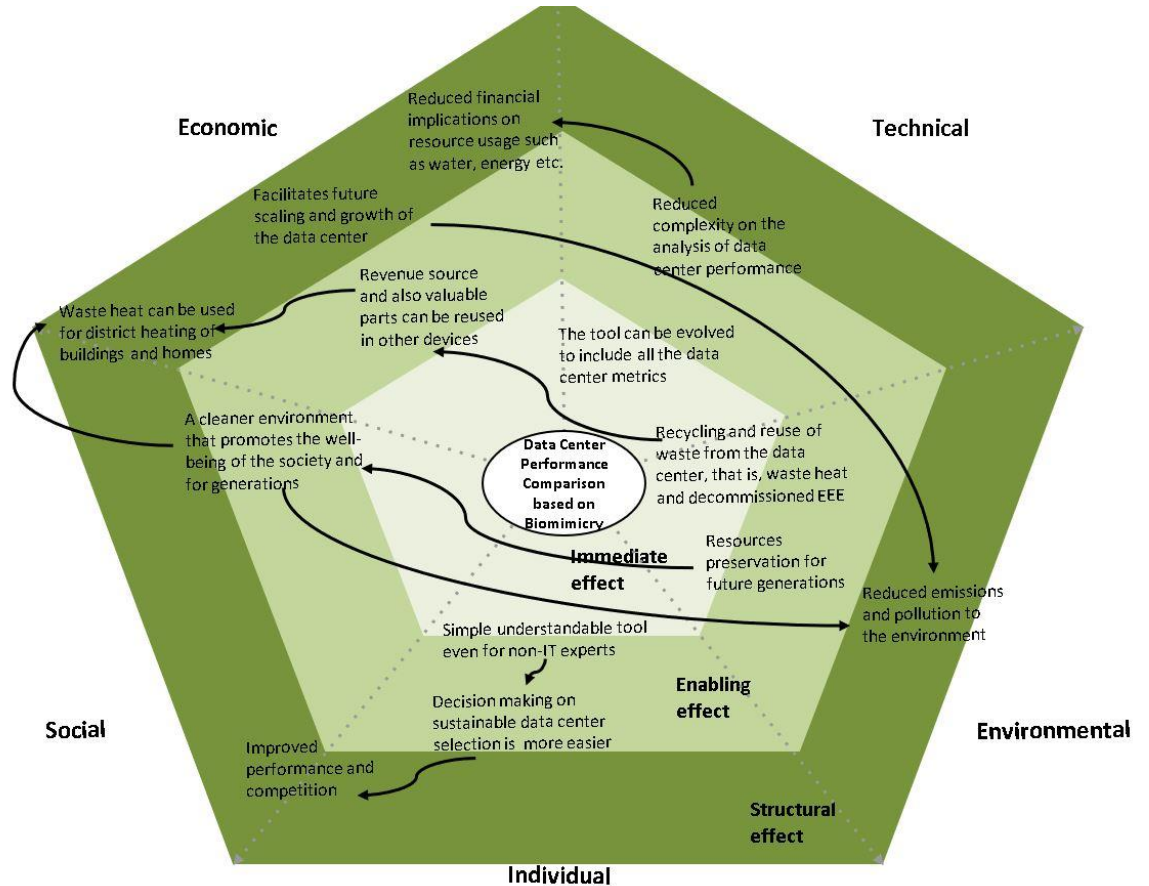 Economic
Technical
Reduced financial
implications on
resource usage such
as water, energy etc.
Facilitates future
scaling and growth of
the data center
Reduced
complexity on the
analysis of data
center performance
Revenue source
and also valuable
parts can be reused
in other devices
Waste heat can be used
for district heating of
buildings and homes
The tool can be evolved
to include all the data
center metrics
A cleaner environment
that promotes the well-
being of the society and
for generations
Data Center
Performance
Comparison
based on
Biomimicry
Recycling and reuse of
waste from the data
center, that is, waste heat
and decommissioned EEE
Immediate
effect
Resources
preservation for
future generations
Reduced emissions
and pollution to
the environment
Simple understandable tool
even for non-IT experts
Enabling
effect
Decision making on
sustainable data center
selection is more easier
Social
Environmental
Improved
performance and
competition
Structural
effect
Individual